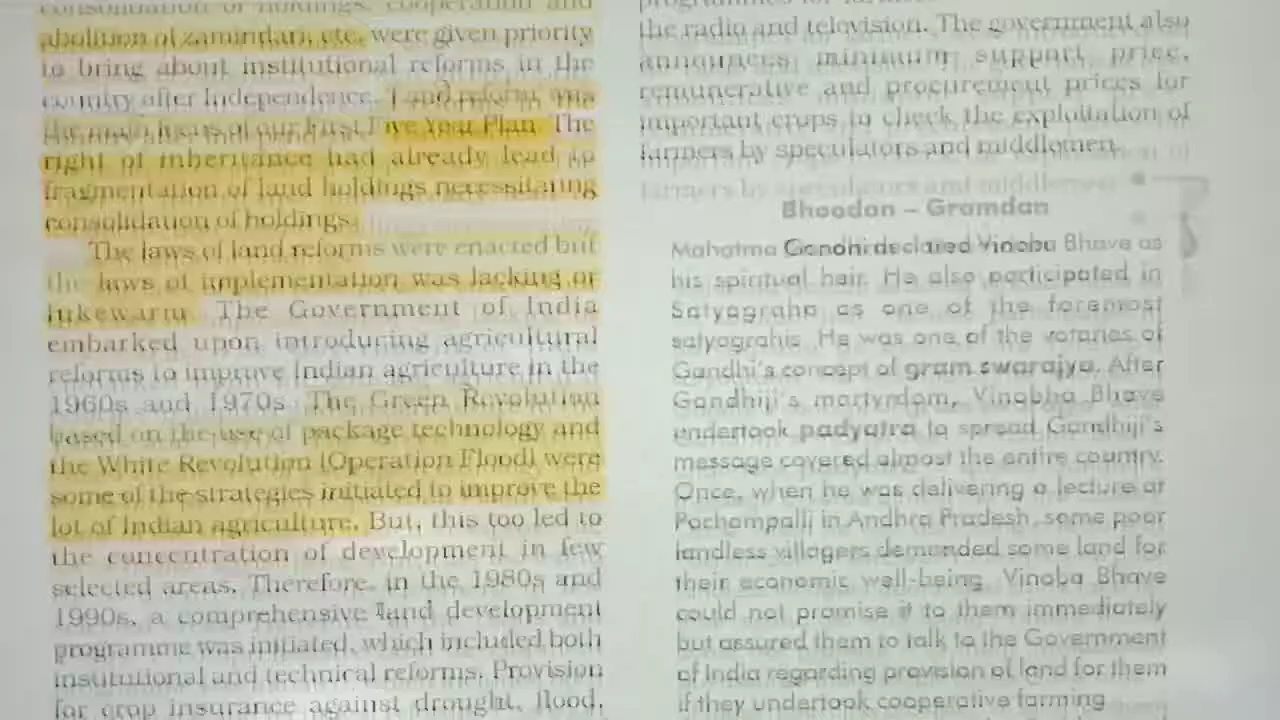 consolidation of holdings, cooperation and
abolition of zamindari, etc. were given priority
to bring about institutional reforms in the
country after Independence. Land reform was
the main focus of our First Five Year Plan. The
right of inheritance had already lead to
fragmentation of land holdings necessitating
consolidation of holdings.
The laws of land reforms were enacted but
the laws of implementation was lacking or
lukewarm. The Government of India
embarked upon introducing agricultural
reforms to improve Indian agriculture in the
1960s and 1970s. The Green Revolution
based on the use of package technology and
the White Revolution (Operation Flood) were
some of the strategies initiated to improve the
lot of Indian agriculture. But, this too led to
the concentration of development in few
selected areas. Therefore, in the 1980s and
1990s, a comprehensive land development
programme was initiated, which included both
institutional and technical reforms. Provision
for crop insurance against drought, flood,
the radio and television. The government also
announces minimum support price,
remunerative and procurement prices for
important crops to check the exploitation of
farmers by speculators and middlemen.
Bhoodan – Gramdan
Mahatma Gandhi declared Vinoba Bhave as
his spiritual heir. He also participated in
Satyagraha as one of the foremost
satyagrahis. He was one of the votaries of
Gandhi's concept of gram swarajya. After
Gandhiji's martyrdom, Vinoba Bhave
undertook padyatra to spread Gandhiji's
message covered almost the entire country.
Once, when he was delivering a lecture at
Pochampalli in Andhra Pradesh, some poor
landless villagers demanded some land for
their economic well-being. Vinoba Bhave
could not promise it to them immediately
but assured them to talk to the Government
of India regarding provision of land for them
if they undertook cooperative farming.